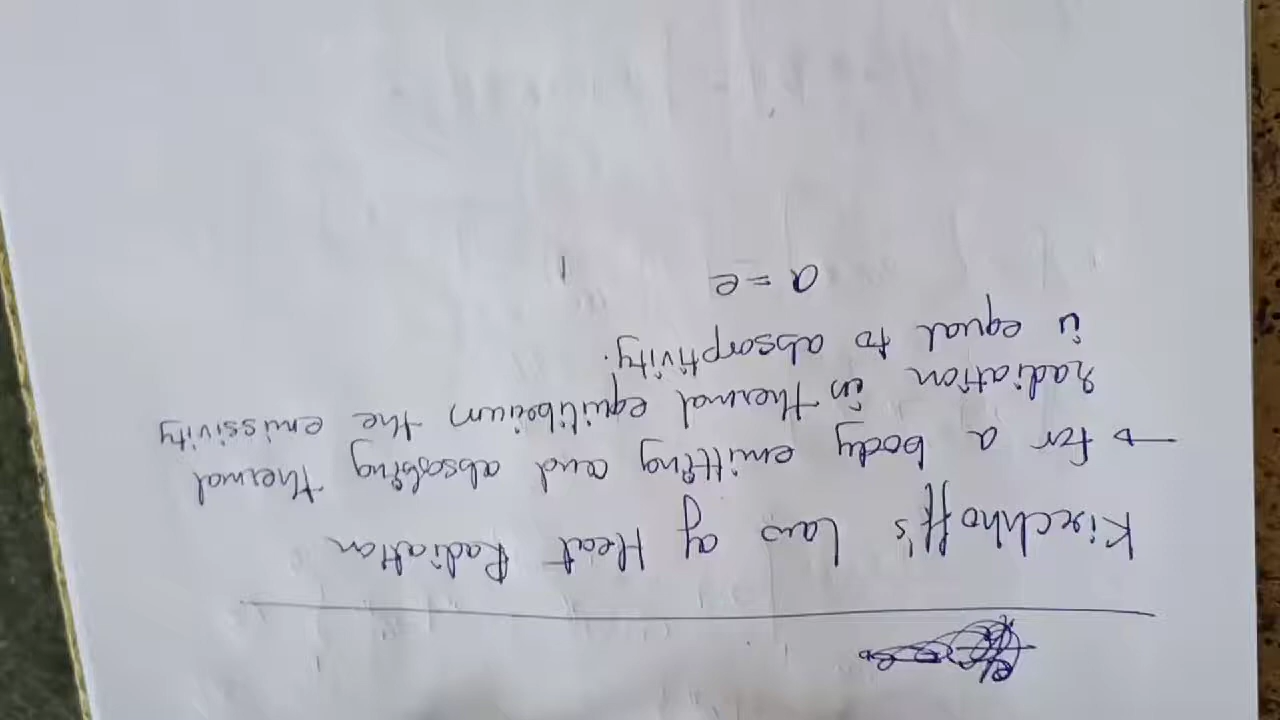 Kirchhoff's Law of Heat Radiation
→ for a body emitting and absorbing thermal
radiation in thermal equilibrium the emissivity
is equal to absorptivity.
a = e